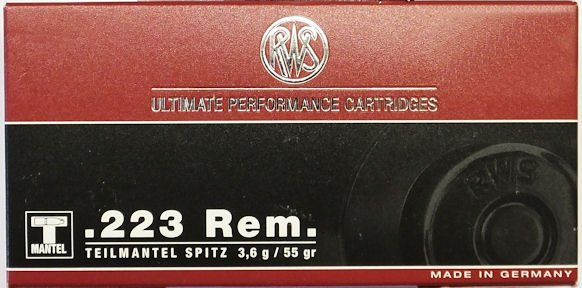 RWS
ULTIMATE PERFORMANCE CARTRIDGES
RWS
T
MANTEL
.223 Rem.
TEILMANTEL SPITZ 3,6 g / 55 gr
MADE IN GERMANY